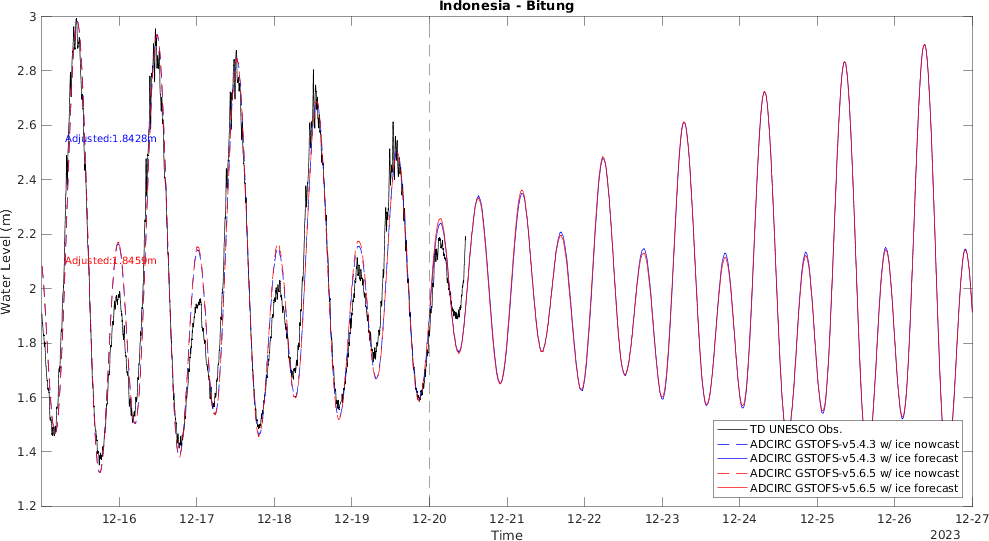 Indonesia - Bitung
3
2.8
2.6
2.4
2.2
2
1.8
1.6
1.4
1.2
Water Level (m)
Adjusted:1.8428m
Adjusted:1.8459m
TD UNESCO Obs.
ADCIRC GSTOFS-v5.4.3 w/ ice nowcast
ADCIRC GSTOFS-v5.4.3 w/ ice forecast
ADCIRC GSTOFS-v5.6.5 w/ ice nowcast
ADCIRC GSTOFS-v5.6.5 w/ ice forecast
12-16 12-17 12-18 12-19 12-20 12-21 12-22 12-23 12-24 12-25 12-26 12-27
Time
2023